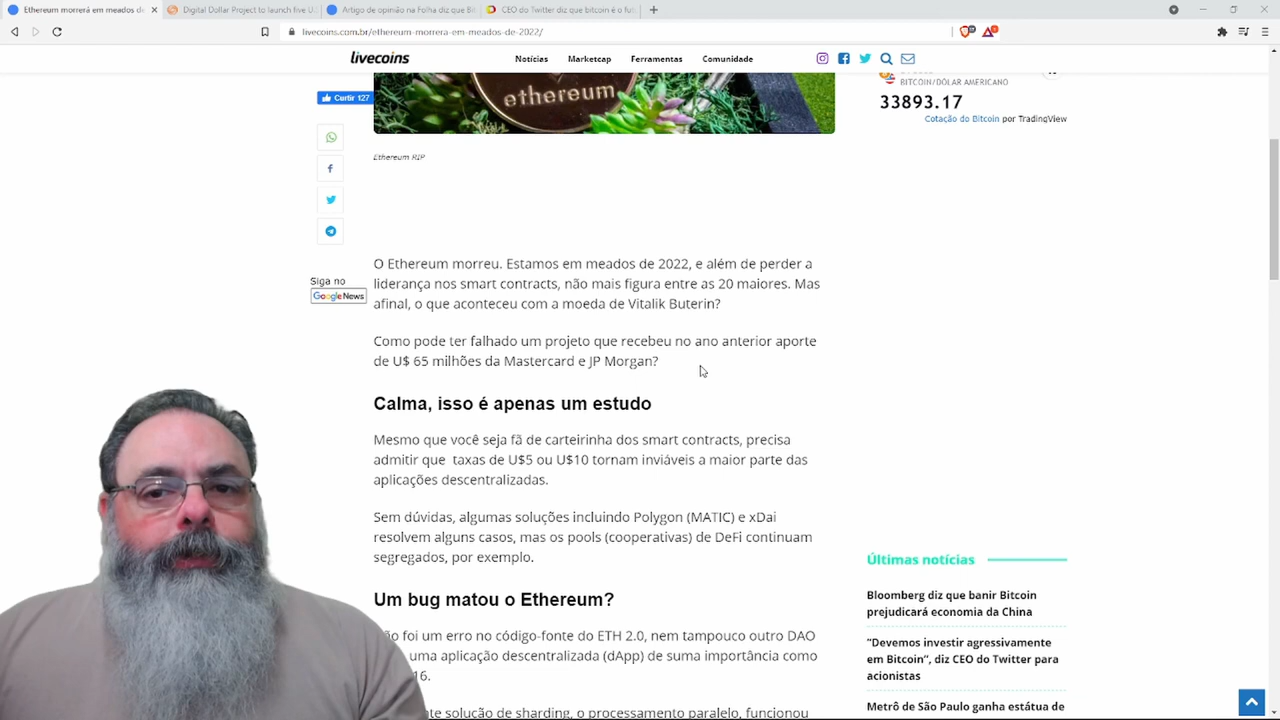 Ethereum morrerá em meados de
Digital Dollar Project to launch five U.
Artigo de opinião na Folha diz que Bit
CEO do Twitter diz que bitcoin é o fu
livecoins.com.br/ethereum-morrera-em-meados-de-2022/
livecoins
Notícias
Marketcap
Ferramentas
Comunidade
Curtir 127
ethereum
BITCOIN/DÓLAR AMERICANO
33893.17
Cotação do Bitcoin por TradingView
Ethereum RIP
Siga no
Google News
O Ethereum morreu. Estamos em meados de 2022, e além de perder a
liderança nos smart contracts, não mais figura entre as 20 maiores. Mas
afinal, o que aconteceu com a moeda de Vitalik Buterin?
Como pode ter falhado um projeto que recebeu no ano anterior aporte
de U$ 65 milhões da Mastercard e JP Morgan?
Calma, isso é apenas um estudo
Mesmo que você seja fã de carteirinha dos smart contracts, precisa
admitir que taxas de U$5 ou U$10 tornam inviáveis a maior parte das
aplicações descentralizadas.
Sem dúvidas, algumas soluções incluindo Polygon (MATIC) e xDai
resolvem alguns casos, mas os pools (cooperativas) de DeFi continuam
segregados, por exemplo.
Um bug matou o Ethereum?
foi um erro no código-fonte do ETH 2.0, nem tampouco outro DAO
uma aplicação descentralizada (dApp) de suma importância como
16.
solução de sharding, o processamento paralelo, funcionou
Últimas notícias
Bloomberg diz que banir Bitcoin
prejudicará economia da China
“Devemos investir agressivamente
em Bitcoin”, diz CEO do Twitter para
acionistas
Metrô de São Paulo ganha estátua de